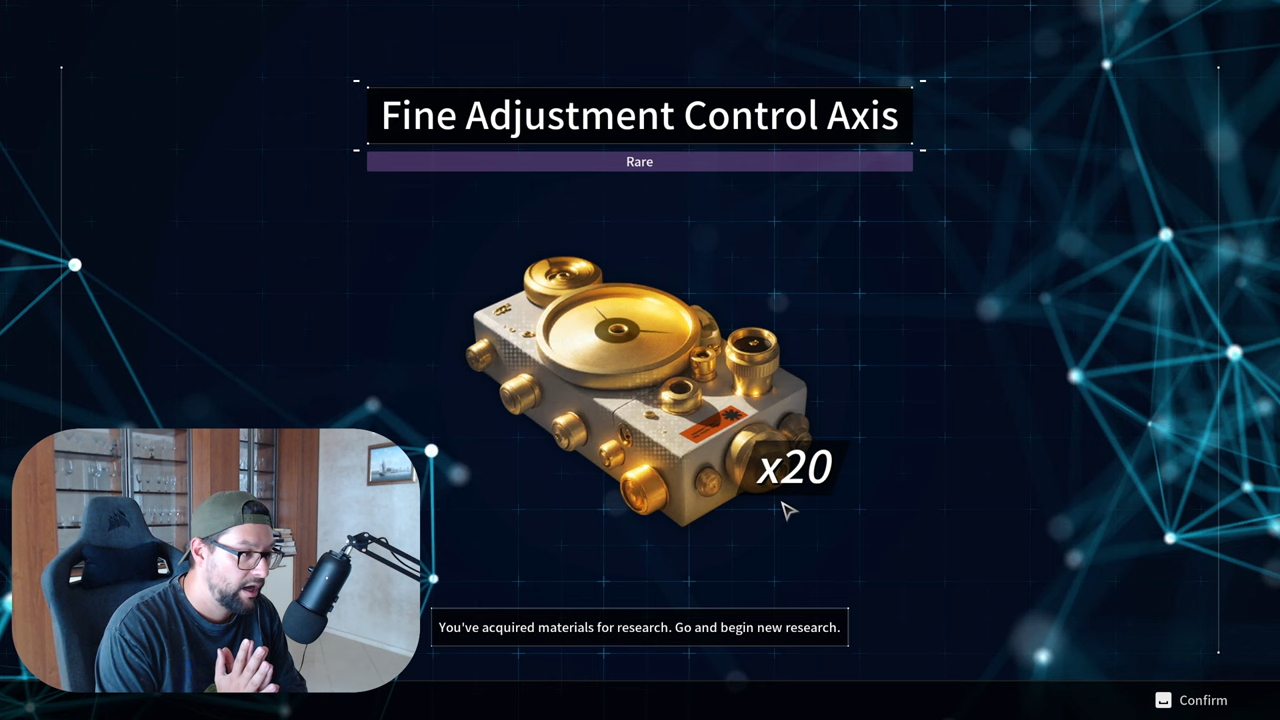 Fine Adjustment Control Axis
Rare
x20
You've acquired materials for research. Go and begin new research.
Confirm